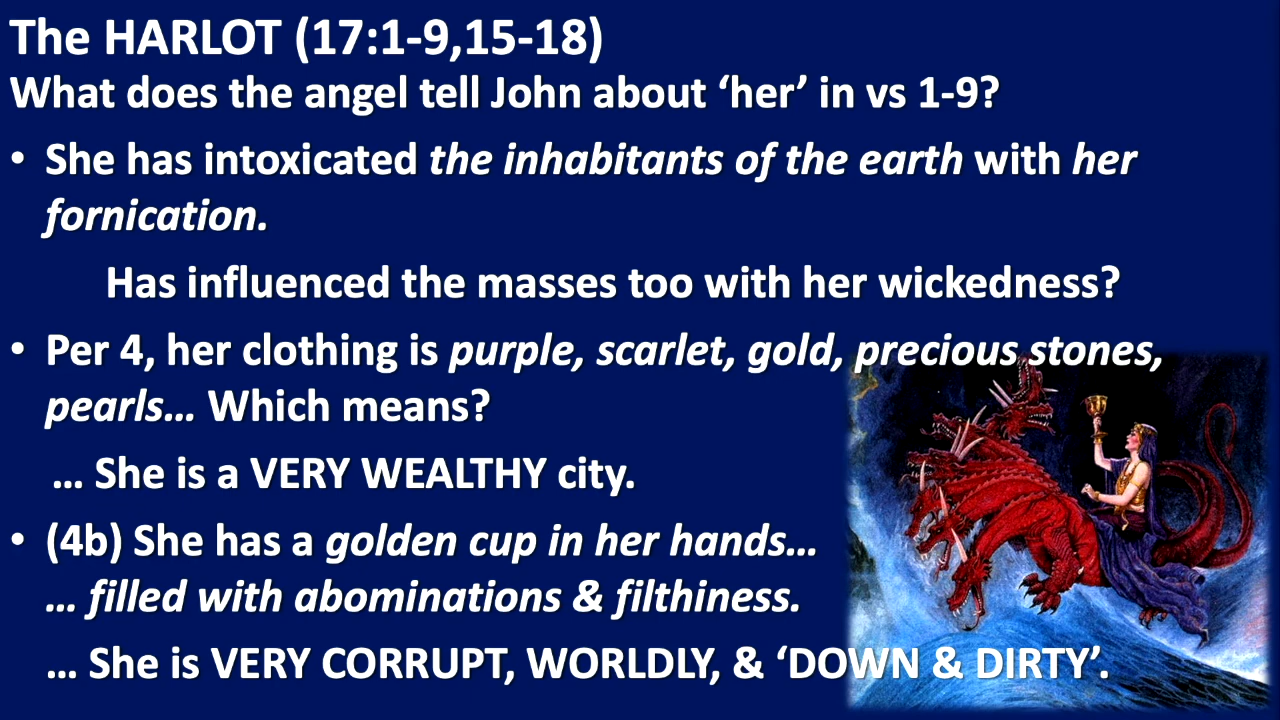 The HARLOT (17:1-9,15-18)
What does the angel tell John about ‘her’ in vs 1-9?
• She has intoxicated the inhabitants of the earth with her
fornication.
Has influenced the masses too with her wickedness?
• Per 4, her clothing is purple, scarlet, gold, precious stones,
pearls… Which means?
… She is a VERY WEALTHY city.
• (4b) She has a golden cup in her hands…
… filled with abominations & filthiness.
… She is VERY CORRUPT, WORLDLY, & ‘DOWN & DIRTY’.